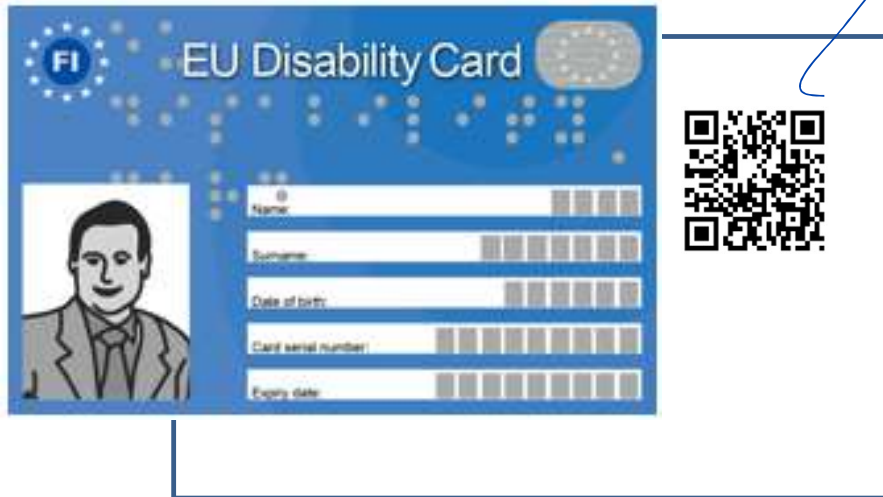 FI
EU Disability Card
Name:
Surname:
Date of birth:
Card serial number:
Expiry date: